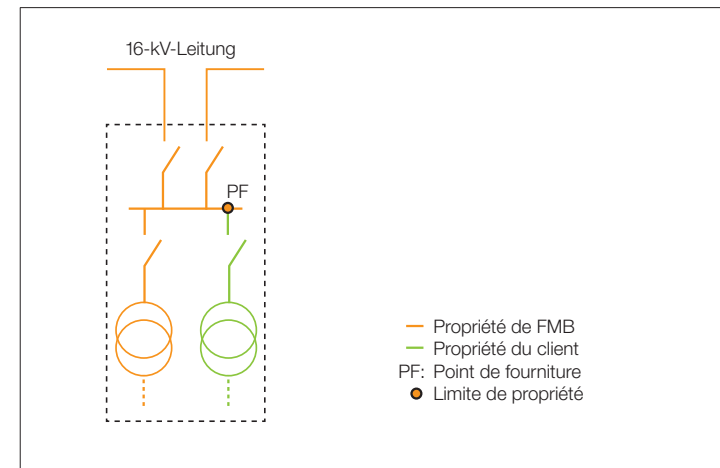 16-kV-Leitung
PF
Propriété de FMB
Propriété du client
PF: Point de fourniture
Limite de propriété